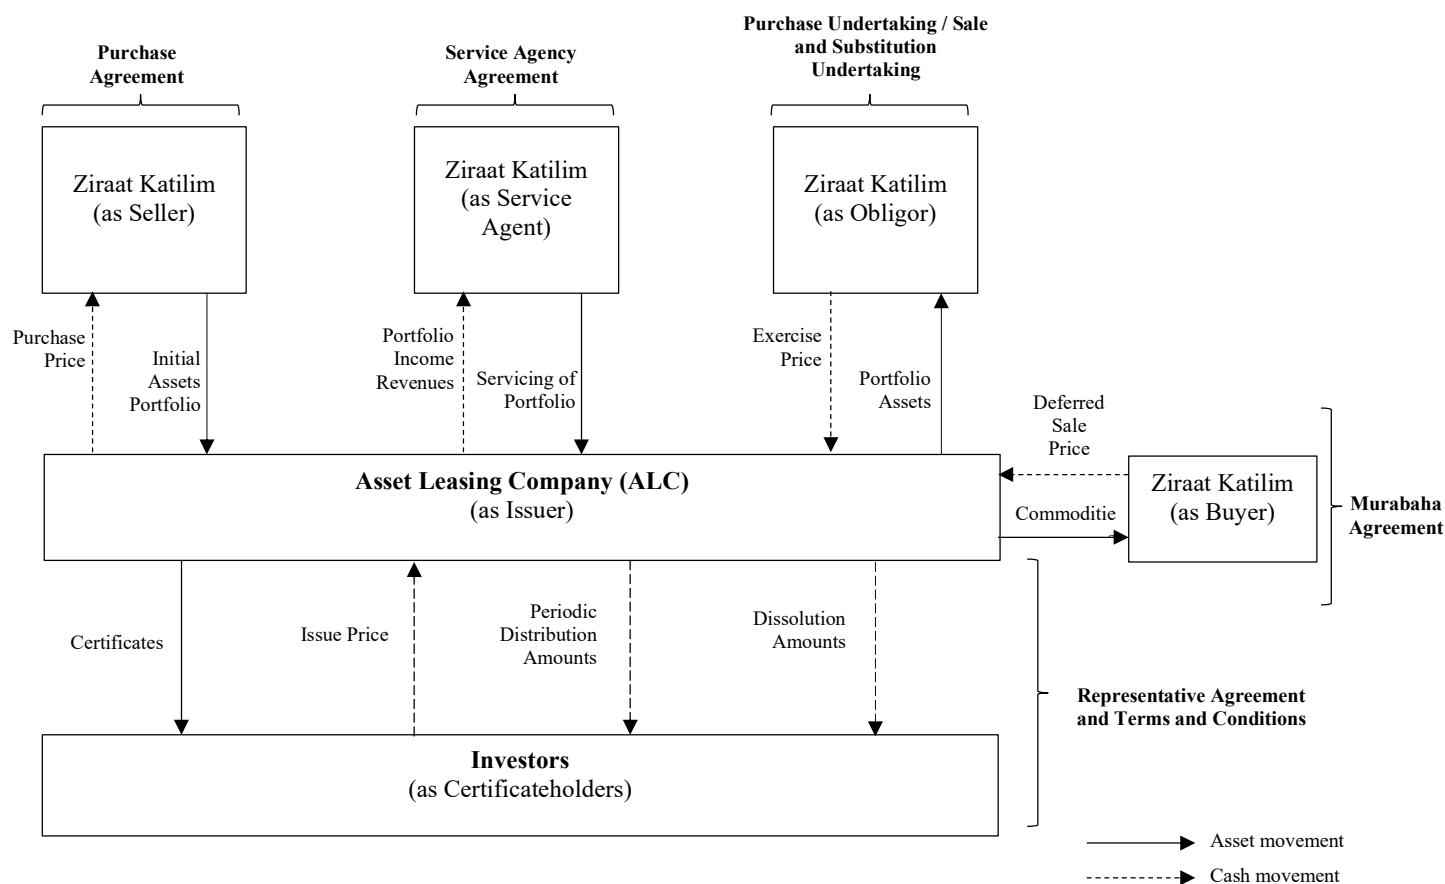 Purchase
Agreement
Service Agency
Agreement
Purchase Undertaking / Sale
and Substitution
Undertaking
Ziraat Katilim
(as Seller)
Ziraat Katilim
(as Service
Agent)
Ziraat Katilim
(as Obligor)
Purchase
Price
Initial
Assets
Portfolio
Portfolio
Income
Revenues
Servicing of
Portfolio
Exercise
Price
Portfolio
Assets
Deferred
Sale
Price
Asset Leasing Company (ALC)
(as Issuer)
Commoditie
Ziraat Katilim
(as Buyer)
Murabaha
Agreement
Certificates
Issue Price
Periodic
Distribution
Amounts
Dissolution
Amounts
Representative Agreement
and Terms and Conditions
Investors
(as Certificateholders)
Asset movement
Cash movement